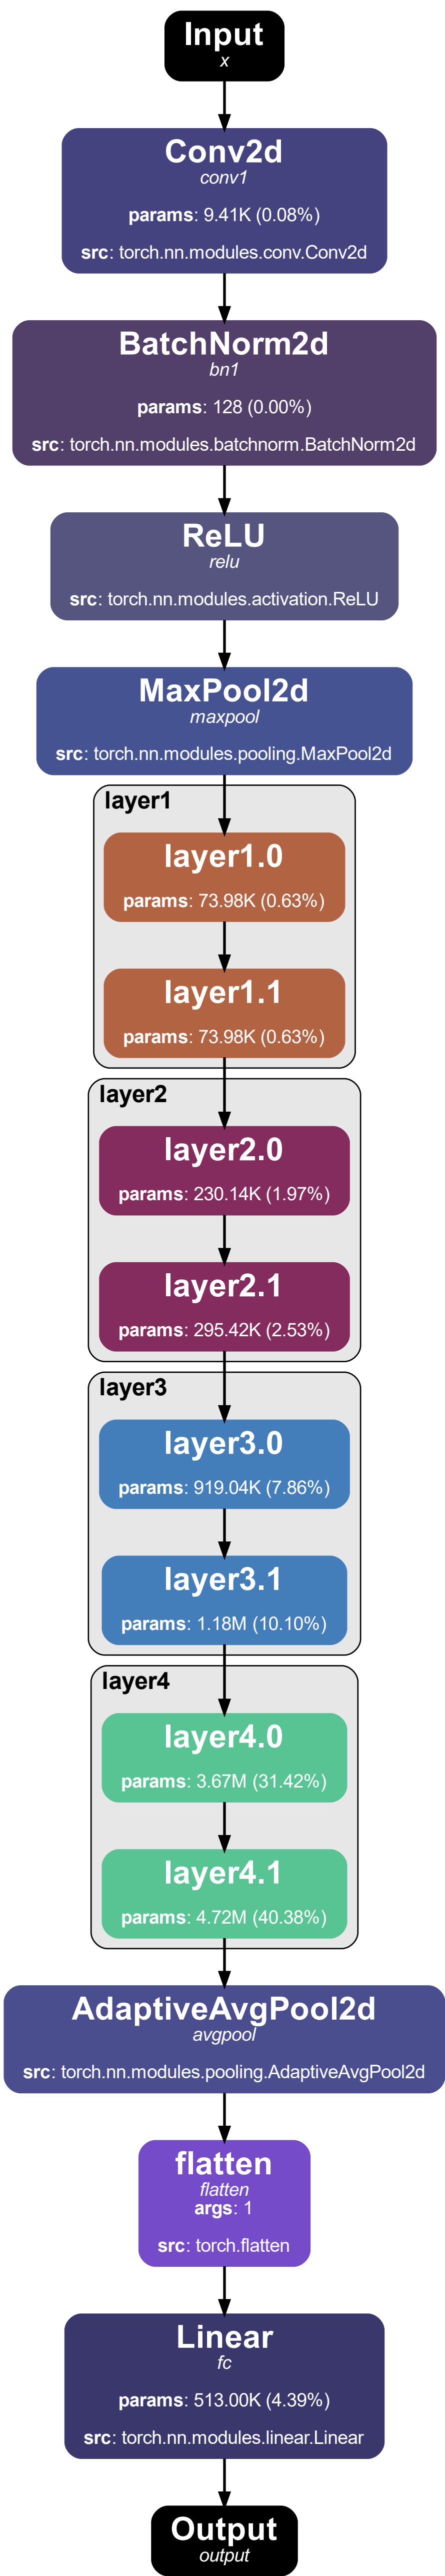 Input
x
Conv2d
conv1
params: 9.41K (0.08%)
src: torch.nn.modules.conv.Conv2d
BatchNorm2d
bn1
params: 128 (0.00%)
src: torch.nn.modules.batchnorm.BatchNorm2d
ReLU
relu
src: torch.nn.modules.activation.ReLU
MaxPool2d
maxpool
src: torch.nn.modules.pooling.MaxPool2d
layer1
layer1.0
params: 73.98K (0.63%)
layer1.1
params: 73.98K (0.63%)
layer2
layer2.0
params: 230.14K (1.97%)
layer2.1
params: 295.42K (2.53%)
layer3
layer3.0
params: 919.04K (7.86%)
layer3.1
params: 1.18M (10.10%)
layer4
layer4.0
params: 3.67M (31.42%)
layer4.1
params: 4.72M (40.38%)
AdaptiveAvgPool2d
avgpool
src: torch.nn.modules.pooling.AdaptiveAvgPool2d
flatten
flatten
args: 1
src: torch.flatten
Linear
fc
params: 513.00K (4.39%)
src: torch.nn.modules.linear.Linear
Output
output